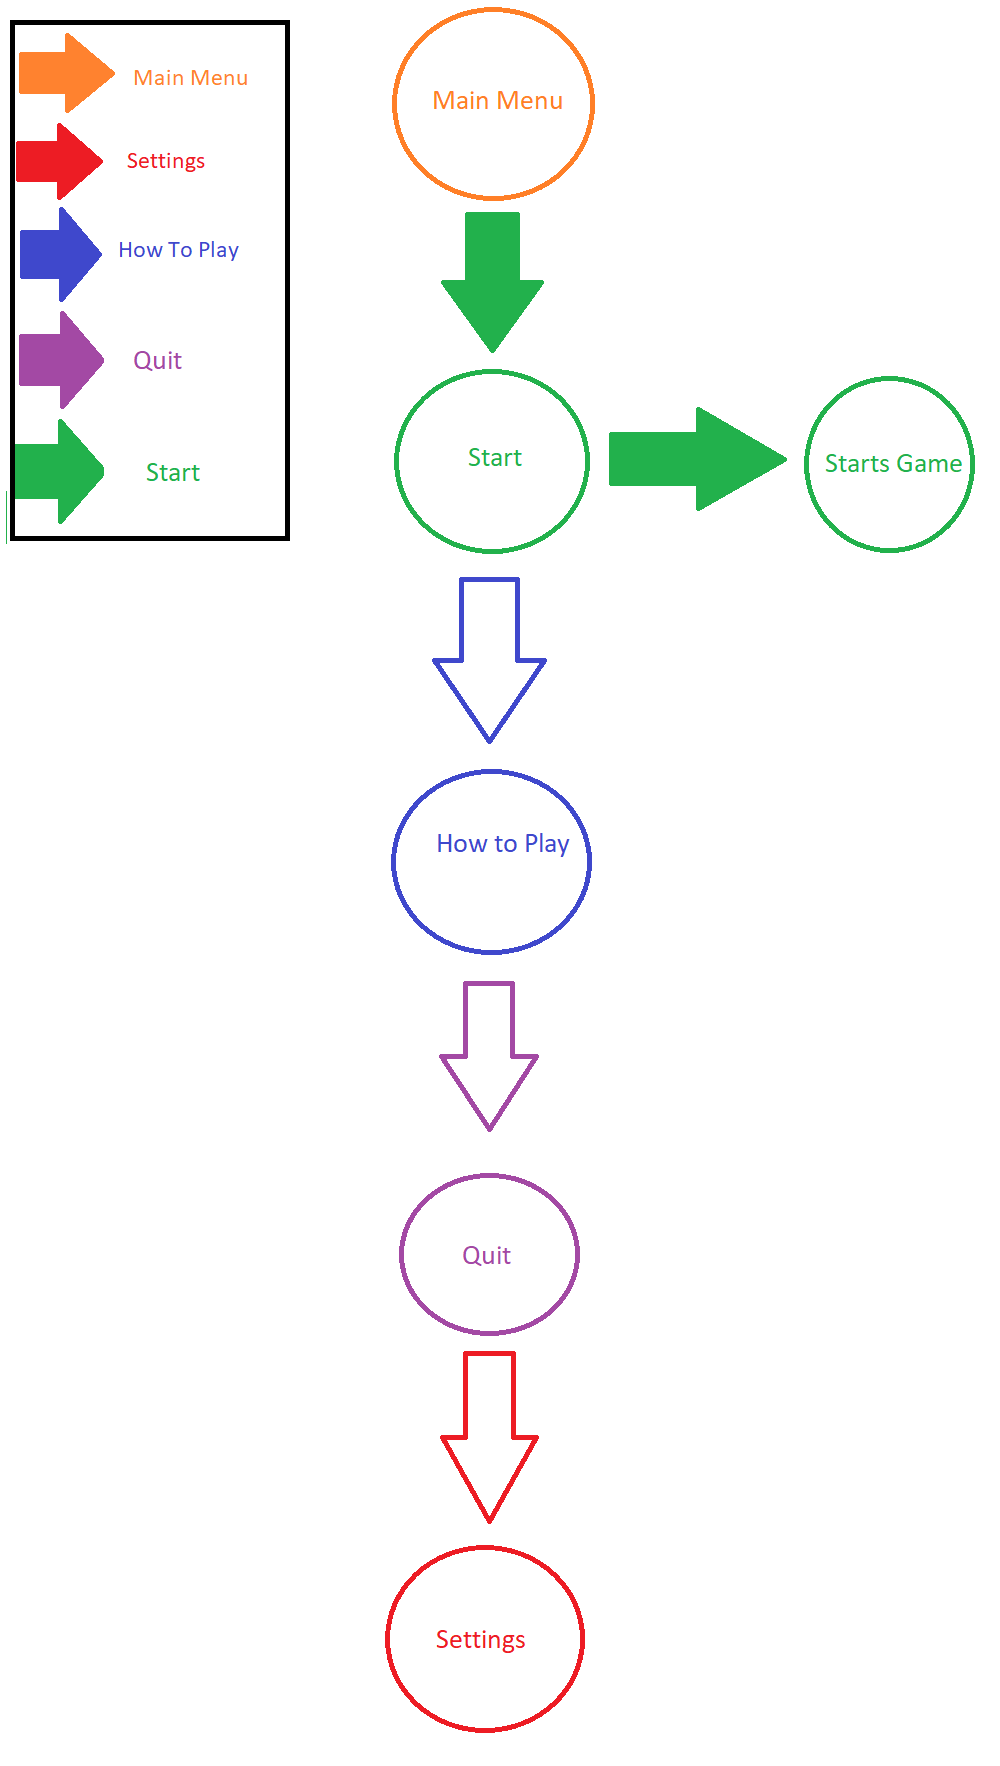 Main Menu
Settings
How To Play
Quit
Start
Main Menu
Start
Starts Game
How to Play
Quit
Settings